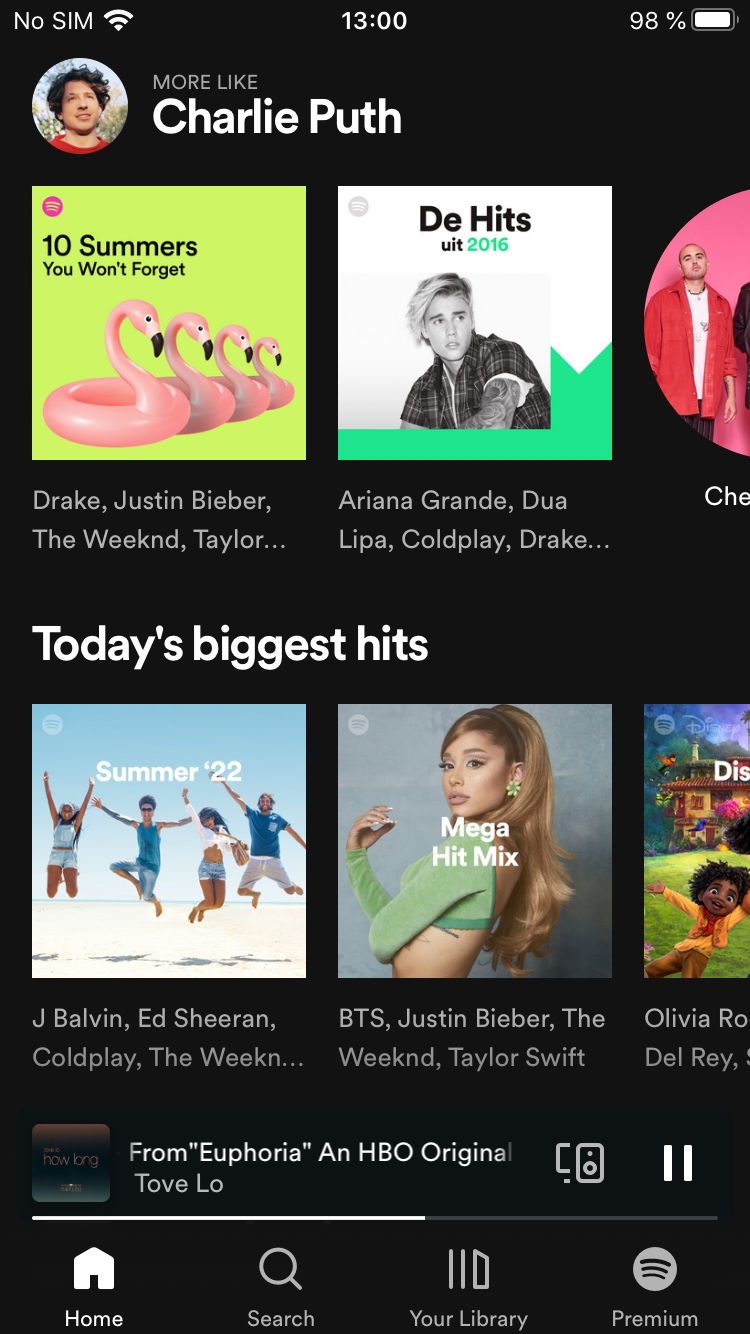 No SIM 13:00 98 %
MORE LIKE
Charlie Puth
10 Summers
You Won't Forget
De Hits
uit 2016
Drake, Justin Bieber,
The Weeknd, Taylor...
Ariana Grande, Dua
Lipa, Coldplay, Drake...
Che
Today's biggest hits
Summer ‘22
Mega
Hit Mix
Disney
Dis
J Balvin, Ed Sheeran,
Coldplay, The Weekn...
BTS, Justin Bieber, The
Weeknd, Taylor Swift
Olivia Ro
Del Rey, S
how long
From"Euphoria" An HBO Original
Tove Lo
Home
Search
Your Library
Premium